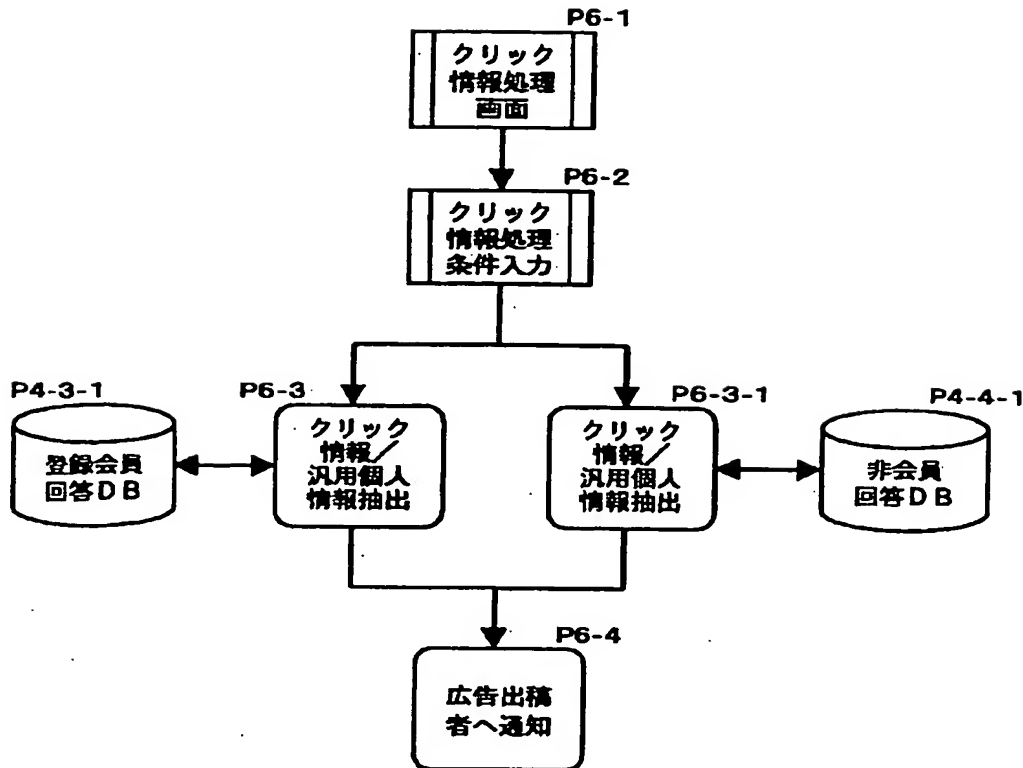 P6-1
クリック
情報処理
画面
P6-2
クリック
情報処理
条件入力
P4-3-1
登録会員
回答DB
P6-3
クリック
情報／
汎用個人
情報抽出
P6-3-1
クリック
情報／
汎用個人
情報抽出
P4-4-1
非会員
回答DB
P6-4
広告出稿
者へ通知